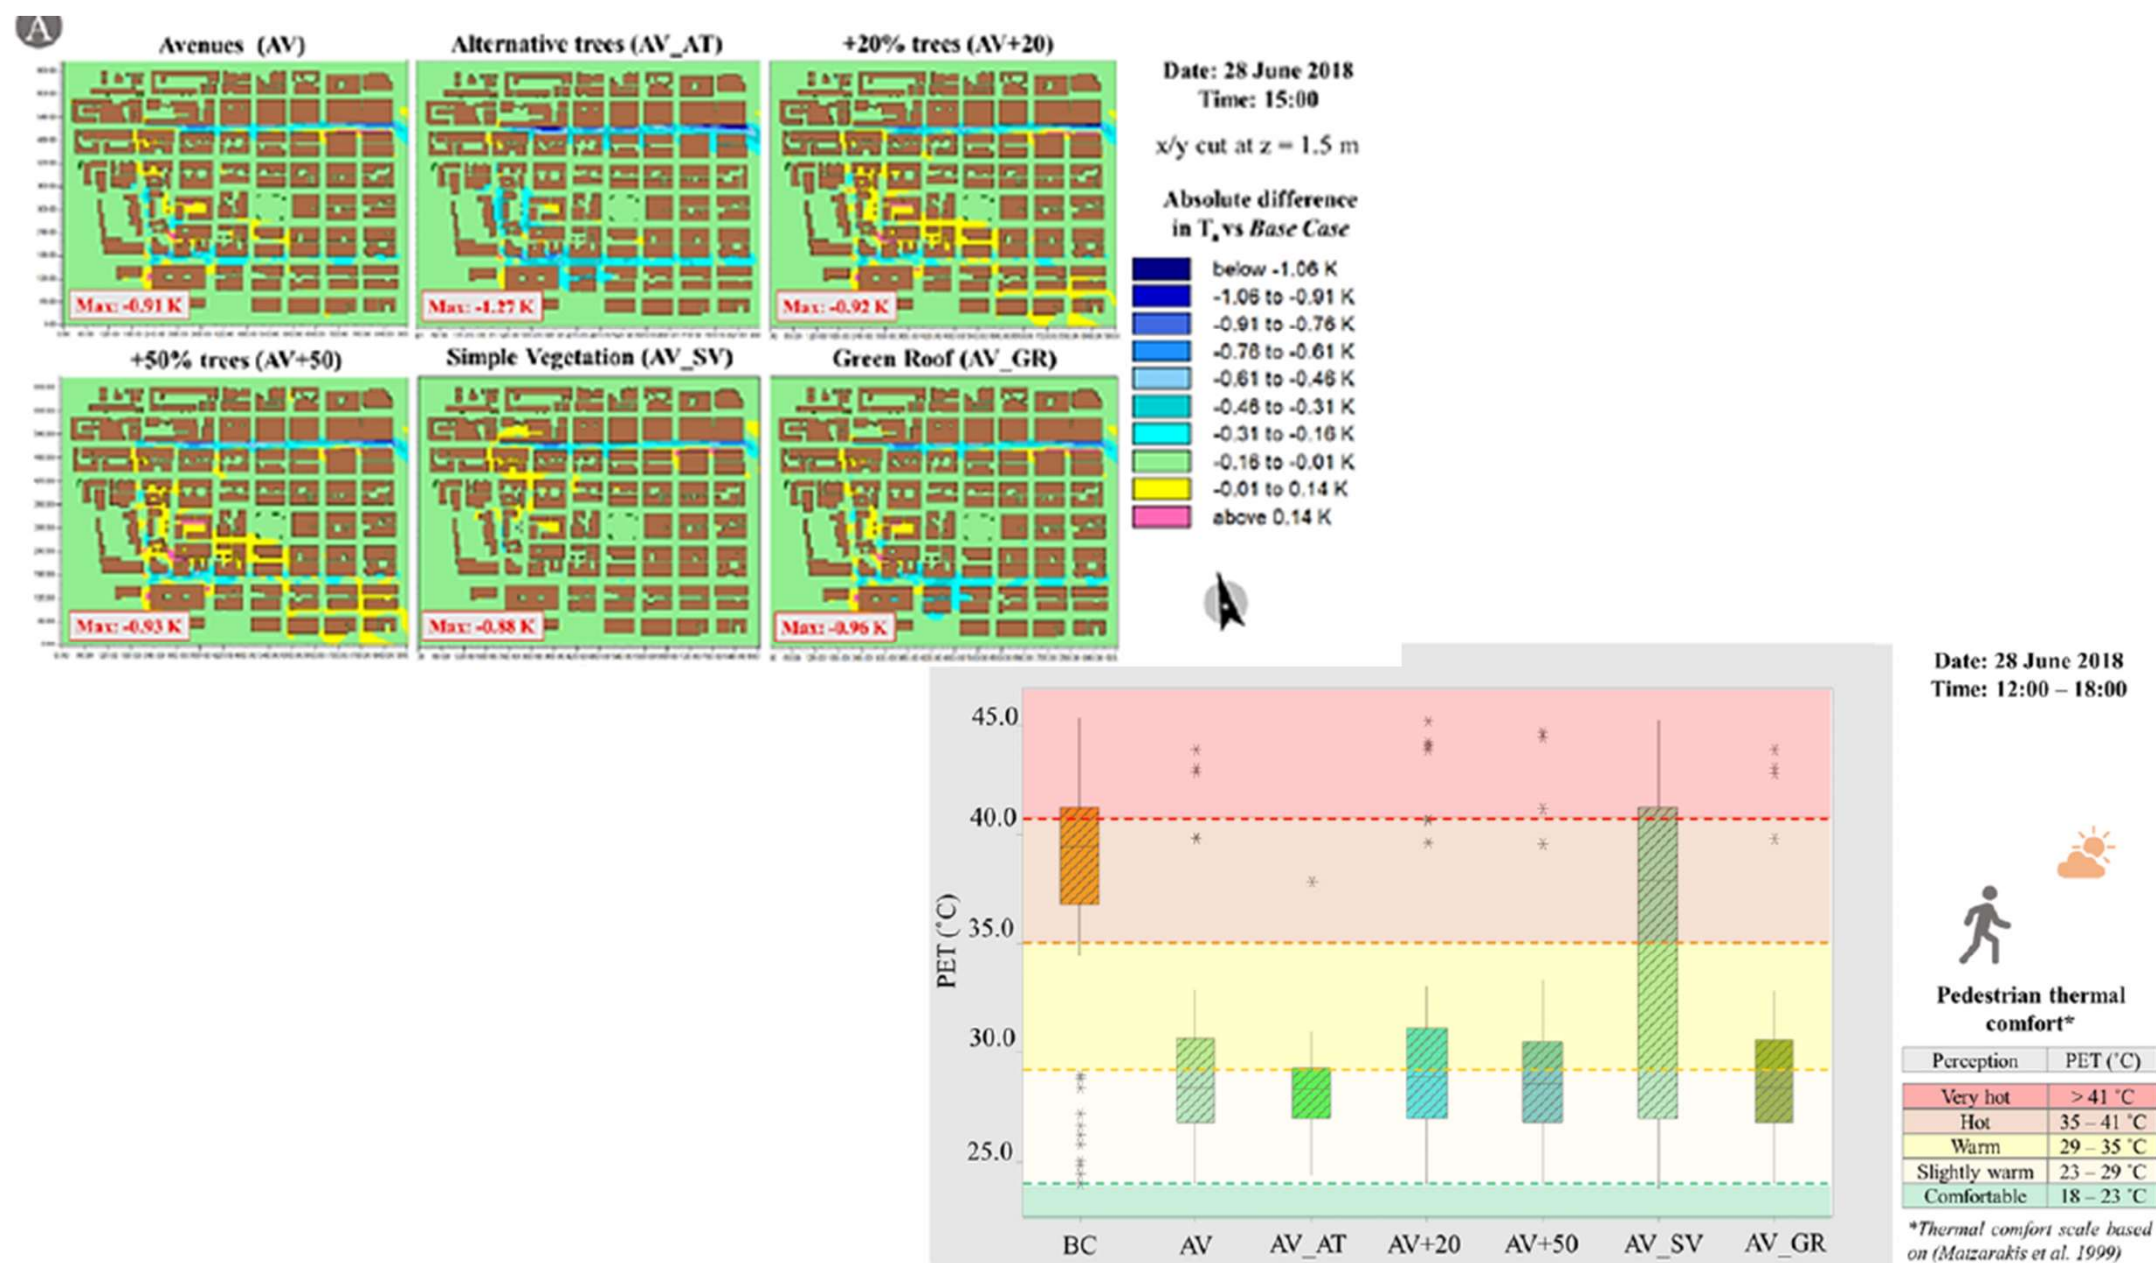 A
Avenues (AV)
Alternative trees (AV_AT)
+20% trees (AV+20)
Max: -0.91 K
Max: -1.27 K
Max: -0.92 K
+50% trees (AV+50)
Simple Vegetation (AV_SV)
Green Roof (AV_GR)
Max: -0.93 K
Max: -0.88 K
Max: -0.96 K
Date: 28 June 2018
Time: 15:00
x/y cut at z = 1.5 m
Absolute difference
in Ta vs Base Case
below -1.06 K
-1.06 to -0.91 K
-0.91 to -0.76 K
-0.76 to -0.61 K
-0.61 to -0.46 K
-0.46 to -0.31 K
-0.31 to -0.16 K
-0.16 to -0.01 K
-0.01 to 0.14 K
above 0.14 K
PET (°C)
45.0
40.0
35.0
30.0
25.0
BC
AV
AV_AT
AV+20
AV+50
AV_SV
AV_GR
Date: 28 June 2018
Time: 12:00 – 18:00
Pedestrian thermal
comfort*
Perception PET (°C)
Very hot > 41 °C
Hot 35 – 41 °C
Warm 29 – 35 °C
Slightly warm 23 – 29 °C
Comfortable 18 – 23 °C
*Thermal comfort scale based
on (Matzarakis et al. 1999)